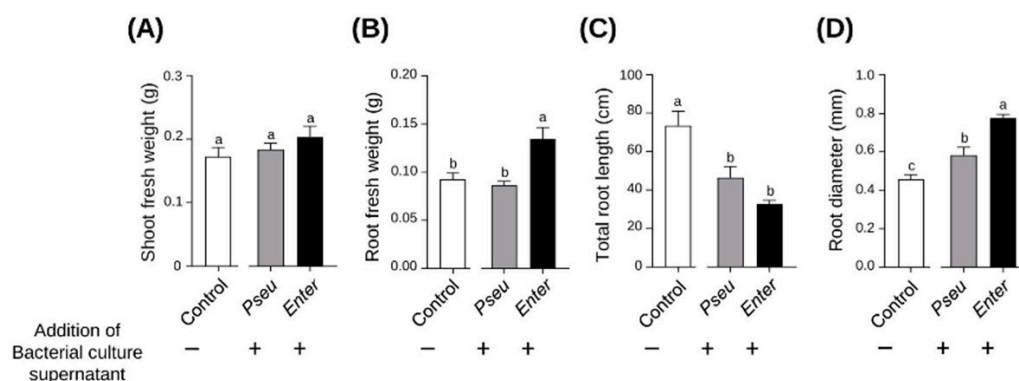 (A)
Shoot fresh weight (g)
0.3
0.2
0.1
0
a
a
a
Control
Pseu
Enter
(B)
Root fresh weight (g)
0.20
0.15
0.10
0.05
0.00
b
b
a
Control
Pseu
Enter
(C)
Total root length (cm)
100
80
60
40
20
0
a
b
b
Control
Pseu
Enter
(D)
Root diameter (mm)
1.0
0.8
0.6
0.4
0.2
0.0
c
b
a
Control
Pseu
Enter
Addition of
Bacterial culture
supernatant
− + + − + + − + + − + +